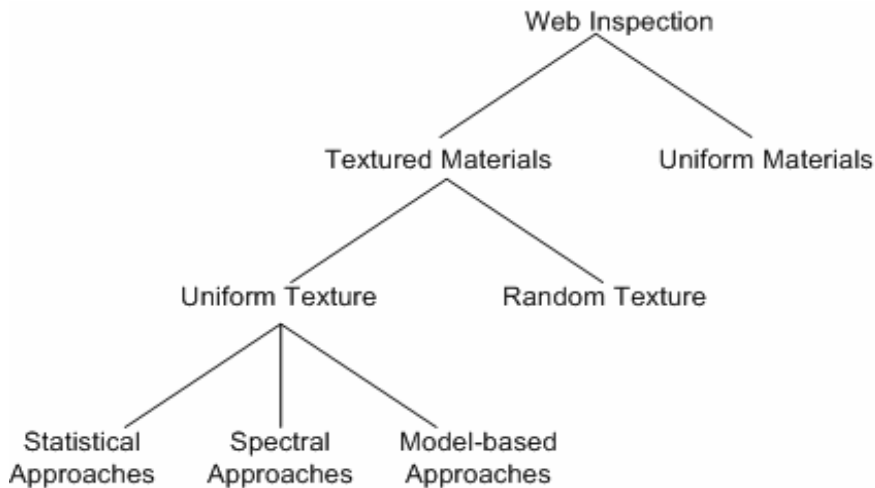 Web Inspection
Textured Materials
Uniform Materials
Uniform Texture
Random Texture
Statistical
Approaches
Spectral
Approaches
Model-based
Approaches